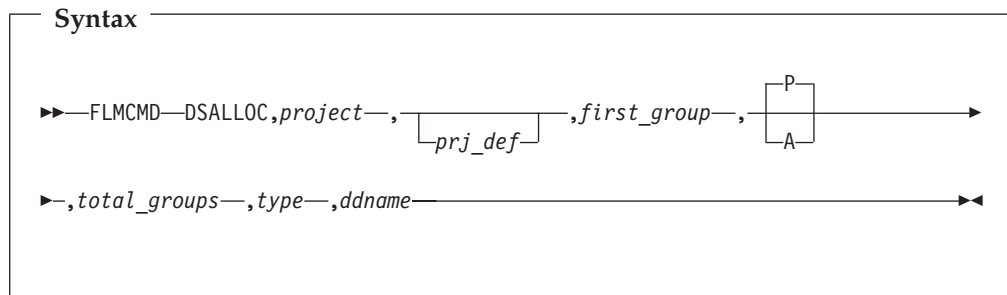 Syntax
P
FLMCMD DSALLOC,project , ,first_group ,
prj_def A
,total_groups ,type ,ddname